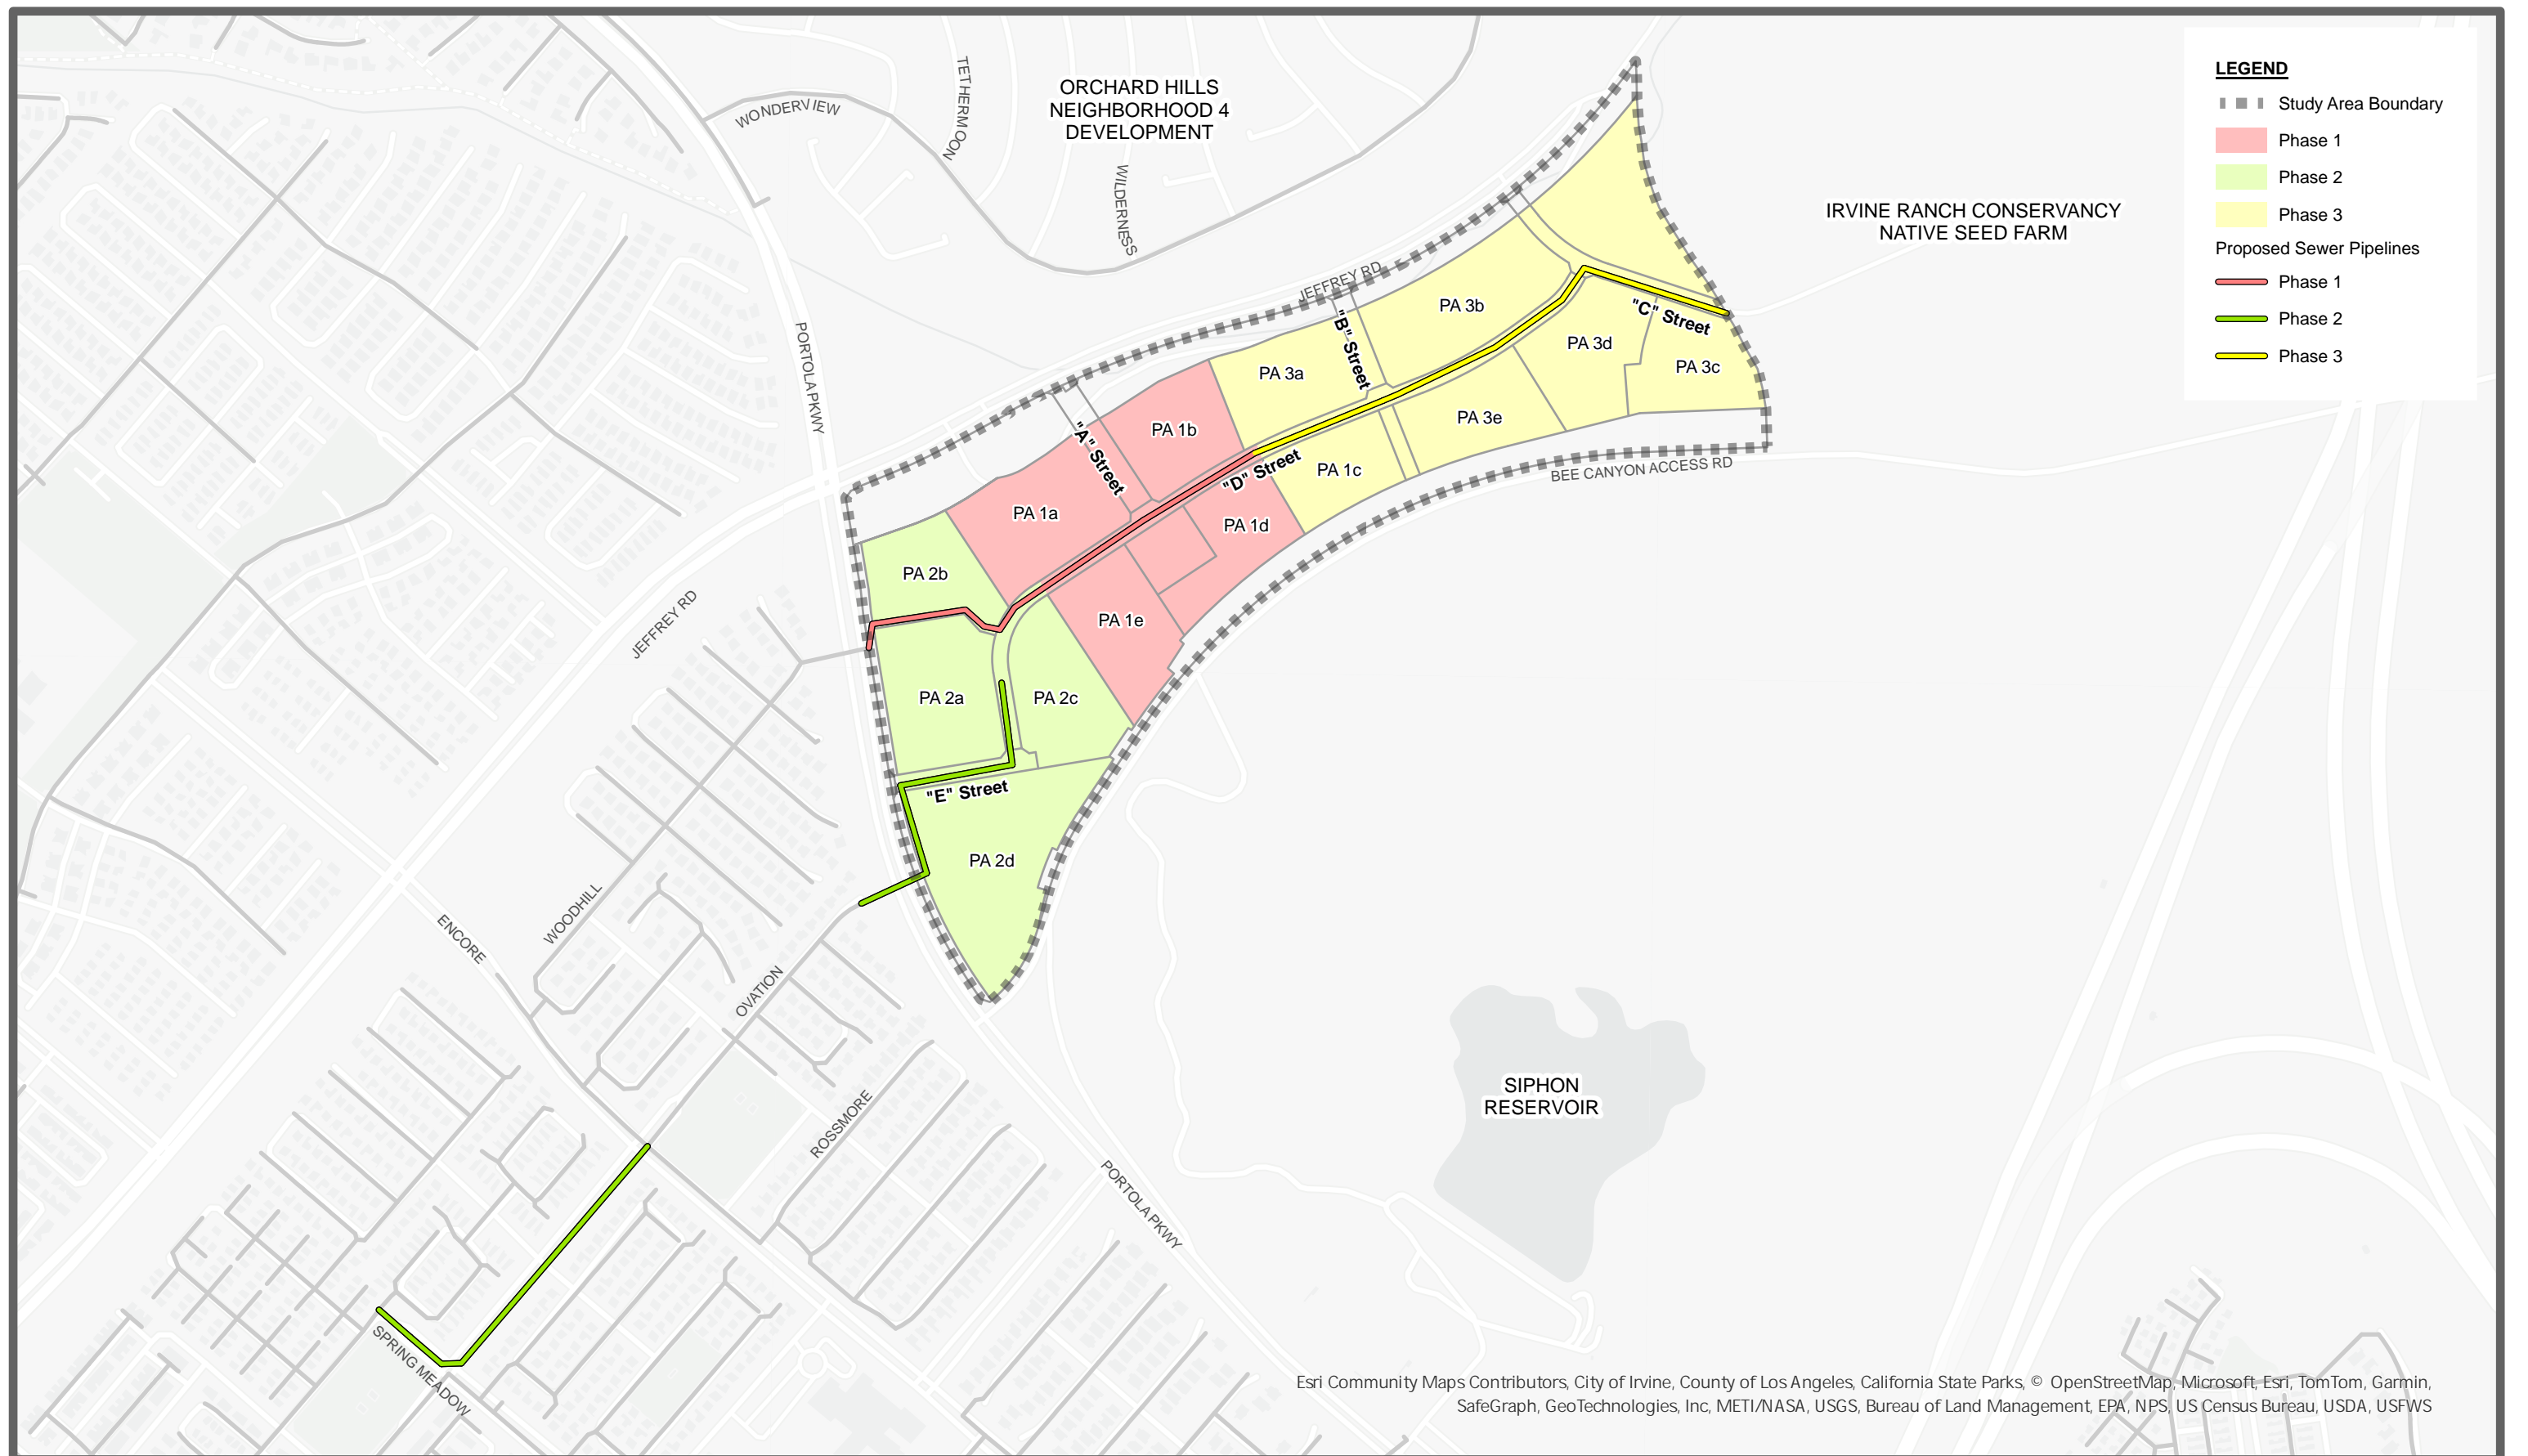 LEGEND
Study Area Boundary
Phase 1
Phase 2
Phase 3
Proposed Sewer Pipelines
Phase 1
Phase 2
Phase 3
ORCHARD HILLS
NEIGHBORHOOD 4
DEVELOPMENT
WONDERVIEW
TETHERMOON
WILDERNESS
IRVINE RANCH CONSERVANCY
NATIVE SEED FARM
JEFFREY RD
PORTOLA PKWY
"B" Street
PA 3b
"C" Street
PA 3d
PA 3a
PA 3c
PA 3e
PA 1b
"A" Street
"D" Street
PA 1c
BEE CANYON ACCESS RD
PA 1a
PA 1d
PA 2b
PA 1e
JEFFREY RD
PA 2a
PA 2c
"E" Street
PA 2d
WOODHILL
ENCORE
OVATION
ROSSMORE
SIPHON
RESERVOIR
PORTOLA PKWY
SPRING MEADOW
Esri Community Maps Contributors, City of Irvine, County of Los Angeles, California State Parks, © OpenStreetMap, Microsoft, Esri, TomTom, Garmin,
SafeGraph, GeoTechnologies, Inc, METI/NASA, USGS, Bureau of Land Management, EPA, NPS, US Census Bureau, USDA, USFWS